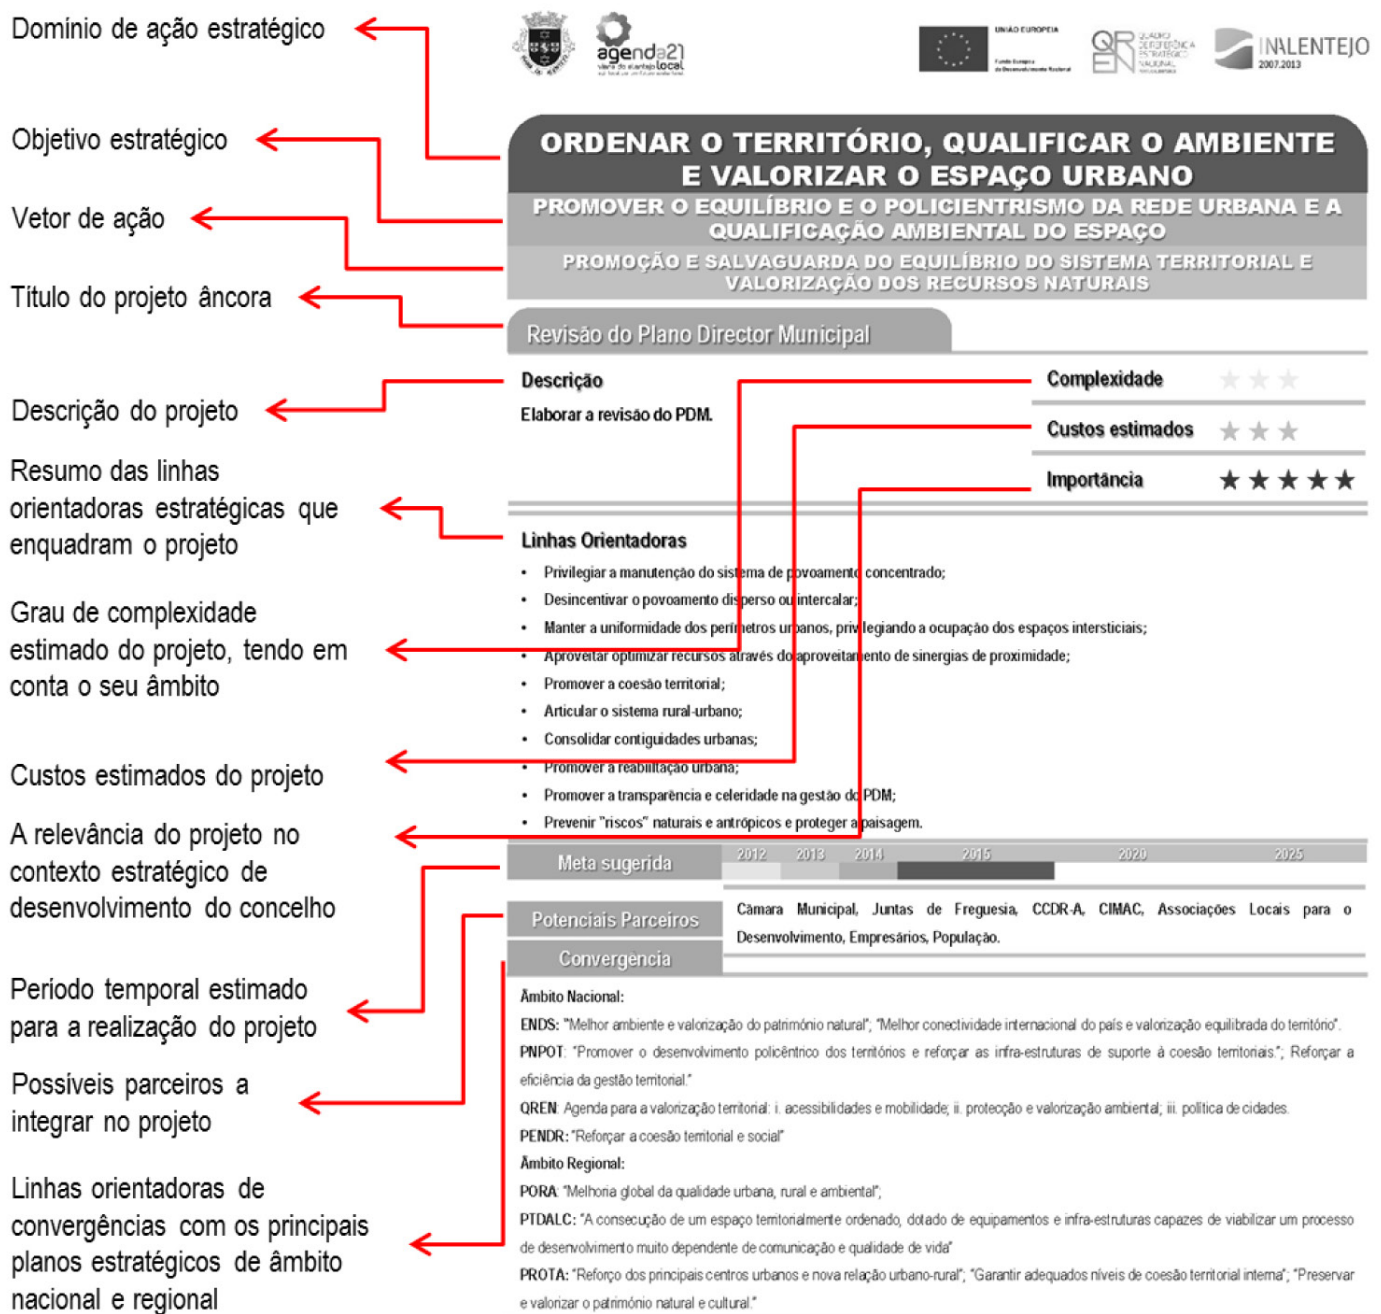 Domínio de ação estratégico
Objetivo estratégico
Vetor de ação
Título do projeto âncora
Descrição do projeto
Resumo das linhas
orientadoras estratégicas que
enquadram o projeto
Grau de complexidade
estimado do projeto, tendo em
conta o seu âmbito
Custos estimados do projeto
A relevância do projeto no
contexto estratégico de
desenvolvimento do concelho
Período temporal estimado
para a realização do projeto
Possíveis parceiros a
integrar no projeto
Linhas orientadoras de
convergências com os principais
planos estratégicos de âmbito
nacional e regional
agenda21
viana do alentejo local
UNIÃO EUROPEIA
Fundo Europeu
de Desenvolvimento Regional
QREN
QUADRO
DE REFERÊNCIA
ESTRATÉGICO
NACIONAL
INALENTEJO
2007.2013
ORDENAR O TERRITÓRIO, QUALIFICAR O AMBIENTE
E VALORIZAR O ESPAÇO URBANO
PROMOVER O EQUILÍBRIO E O POLICIENTRISMO DA REDE URBANA E A
QUALIFICAÇÃO AMBIENTAL DO ESPAÇO
PROMOÇÃO E SALVAGUARDA DO EQUILÍBRIO DO SISTEMA TERRITORIAL E
VALORIZAÇÃO DOS RECURSOS NATURAIS
Revisão do Plano Director Municipal
Descrição
Elaborar a revisão do PDM.
Complexidade ★ ★ ★
Custos estimados ★ ★ ★
Importância ★ ★ ★ ★ ★
Linhas Orientadoras
• Privilegiar a manutenção do sistema de povoamento concentrado;
• Desincentivar o povoamento disperso ou intercalar;
• Manter a uniformidade dos perímetros urbanos, privilegiando a ocupação dos espaços intersticiais;
• Aproveitar optimizar recursos através do aproveitamento de sinergias de proximidade;
• Promover a coesão territorial;
• Articular o sistema rural-urbano;
• Consolidar contiguidades urbanas;
• Promover a reabilitação urbana;
• Promover a transparência e celeridade na gestão do PDM;
• Prevenir "riscos" naturais e antrópicos e proteger a paisagem.
Meta sugerida 2012 2013 2014 2015 2020 2025
Potenciais Parceiros
Câmara Municipal, Juntas de Freguesia, CCDR-A, CIMAC, Associações Locais para o
Desenvolvimento, Empresários, População.
Convergência
Âmbito Nacional:
ENDS: "Melhor ambiente e valorização do património natural"; "Melhor conectividade internacional do país e valorização equilibrada do território".
PNPOT: "Promover o desenvolvimento policêntrico dos territórios e reforçar as infra-estruturas de suporte à coesão territoriais."; Reforçar a
eficiência da gestão territorial."
QREN: Agenda para a valorização territorial: i. acessibilidades e mobilidade; ii. protecção e valorização ambiental; iii. política de cidades.
PENDR: "Reforçar a coesão territorial e social"
Âmbito Regional:
PORA: "Melhoria global da qualidade urbana, rural e ambiental";
PTDALC: "A consecução de um espaço territorialmente ordenado, dotado de equipamentos e infra-estruturas capazes de viabilizar um processo
de desenvolvimento muito dependente de comunicação e qualidade de vida"
PROTA: "Reforço dos principais centros urbanos e nova relação urbano-rural"; "Garantir adequados níveis de coesão territorial interna"; "Preservar
e valorizar o património natural e cultural."